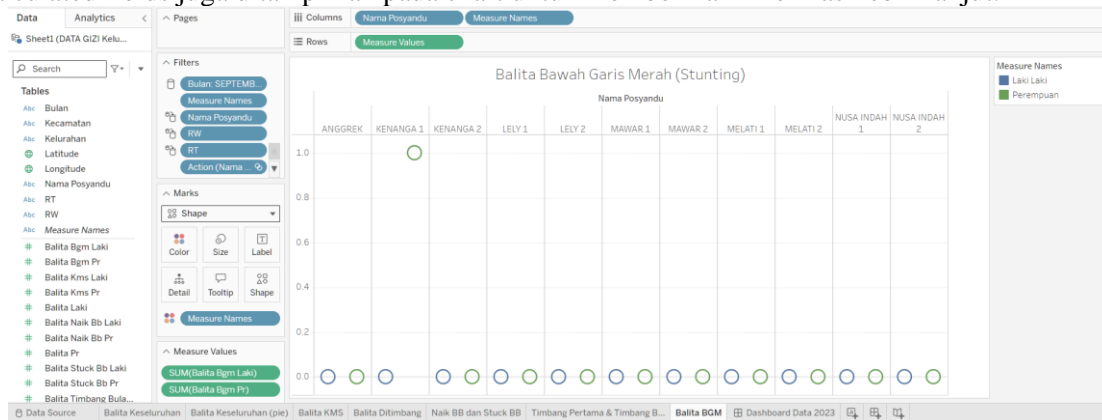 Data Analytics < Pages Columns Nama Posyandu Measure Names
Sheet1 (DATA GIZI Kelu... Rows Measure Values
Search Filters
Tables Bulan: SEPTEMB...
Measure Names
Nama Posyandu
RW
RT
Action (Nama ...
Abc Bulan
Abc Kecamatan
Abc Kelurahan
Latitude
Longitude
Abc Nama Posyandu
Abc RT
Abc RW
Abc Measure Names
# Balita Bgm Laki
# Balita Bgm Pr
# Balita Kms Laki
# Balita Kms Pr
# Balita Laki
# Balita Naik Bb Laki
# Balita Naik Bb Pr
# Balita Pr
# Balita Stuck Bb Laki
# Balita Stuck Bb Pr
# Balita Timbang Bula...
Marks
Shape
Color Size Label
Detail Tooltip Shape
Measure Names
Measure Values
SUM(Balita Bgm Laki)
SUM(Balita Bgm Pr)
Balita Bawah Garis Merah (Stunting)
Nama Posyandu
ANGGREK KENANGA 1 KENANGA 2 LELY 1 LELY 2 MAWAR 1 MAWAR 2 MELATI 1 MELATI 2 NUSA INDAH 1 NUSA INDAH 2
1.0
0.8
0.6
0.4
0.2
0.0
Measure Names
Laki Laki
Perempuan
Data Source Balita Keseluruhan Balita Keseluruhan (pie) Balita KMS Balita Ditimbang Naik BB dan Stuck BB Timbang Pertama & Timbang B... Balita BGM Dashboard Data 2023